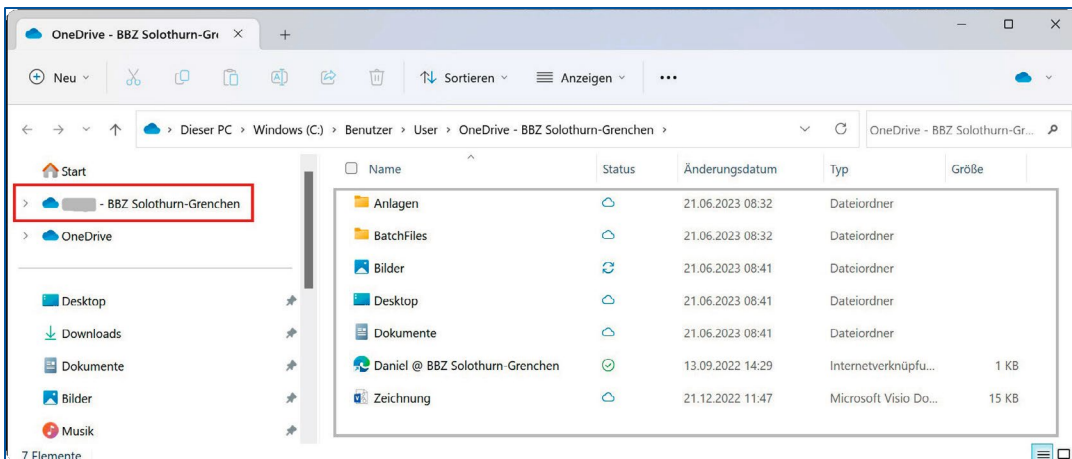 OneDrive - BBZ Solothurn-Gre
Neu Sortieren Anzeigen
Dieser PC > Windows (C:) > Benutzer > User > OneDrive - BBZ Solothurn-Grenchen > OneDrive - BBZ Solothurn-Gr...
Start Name Status Änderungsdatum Typ Größe
- BBZ Solothurn-Grenchen Anlagen 21.06.2023 08:32 Dateiordner
OneDrive BatchFiles 21.06.2023 08:32 Dateiordner
Bilder 21.06.2023 08:41 Dateiordner
Desktop Desktop 21.06.2023 08:41 Dateiordner
Downloads Dokumente 21.06.2023 08:41 Dateiordner
Dokumente Daniel @ BBZ Solothurn-Grenchen 13.09.2022 14:29 Internetverknüpfu... 1 KB
Bilder Zeichnung 21.12.2022 11:47 Microsoft Visio Do... 15 KB
Musik
7 Elemente